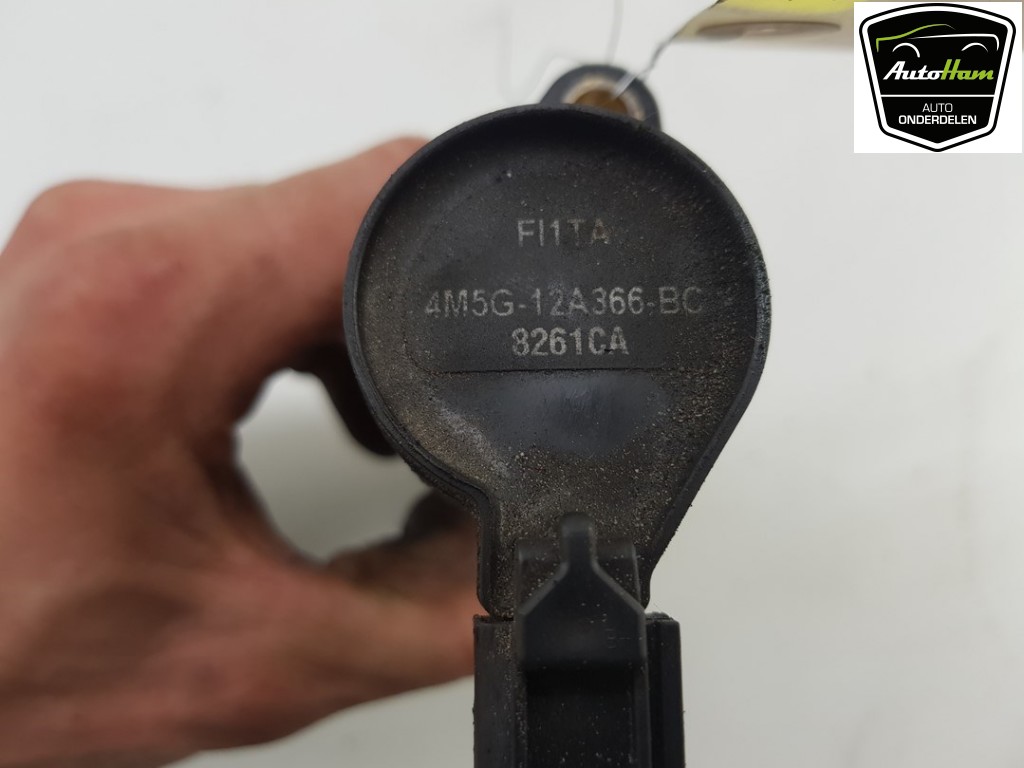 AutoHam
AUTO
ONDERDELEN
FI1TA
4M5G-12A366-BC
8261CA